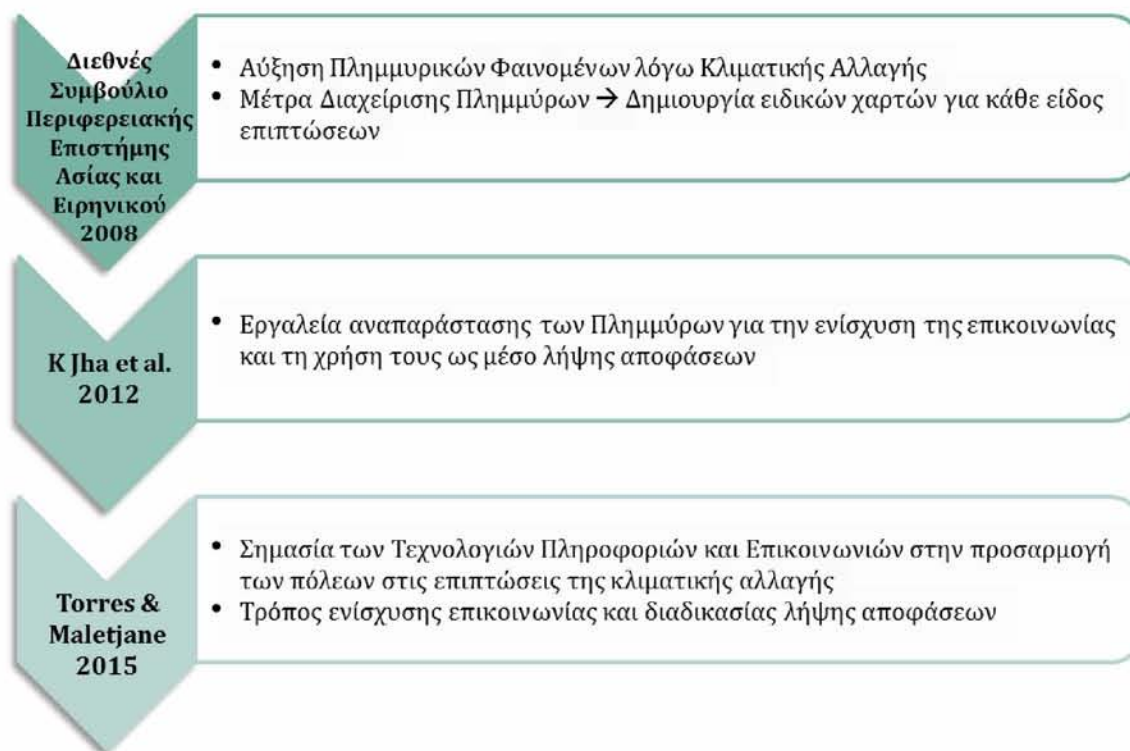 Διεθνές
Συμβούλιο
Περιφερειακής
Επιστήμης
Ασίας και
Ειρηνικού
2008
• Αύξηση Πλημμυρικών Φαινομένων λόγω Κλιματικής Αλλαγής
• Μέτρα Διαχείρισης Πλημμύρων → Δημιουργία ειδικών χαρτών για κάθε είδος
επιπτώσεων
K Jha et al.
2012
• Εργαλεία αναπαράστασης των Πλημμύρων για την ενίσχυση της επικοινωνίας
και τη χρήση τους ως μέσο λήψης αποφάσεων
Torres &
Maletjane
2015
• Σημασία των Τεχνολογιών Πληροφοριών και Επικοινωνιών στην προσαρμογή
των πόλεων στις επιπτώσεις της κλιματικής αλλαγής
• Τρόπος ενίσχυσης επικοινωνίας και διαδικασίας λήψης αποφάσεων